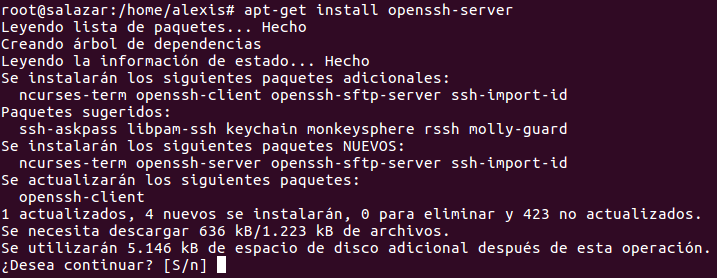 root@salazar:/home/alexis# apt-get install openssh-server
Leyendo lista de paquetes... Hecho
Creando árbol de dependencias
Leyendo la información de estado... Hecho
Se instalarán los siguientes paquetes adicionales:
  ncurses-term openssh-client openssh-sftp-server ssh-import-id
Paquetes sugeridos:
  ssh-askpass libpam-ssh keychain monkeysphere rssh molly-guard
Se instalarán los siguientes paquetes NUEVOS:
  ncurses-term openssh-server openssh-sftp-server ssh-import-id
Se actualizarán los siguientes paquetes:
  openssh-client
1 actualizados, 4 nuevos se instalarán, 0 para eliminar y 423 no actualizados.
Se necesita descargar 636 kB/1.223 kB de archivos.
Se utilizarán 5.146 kB de espacio de disco adicional después de esta operación.
¿Desea continuar? [S/n]